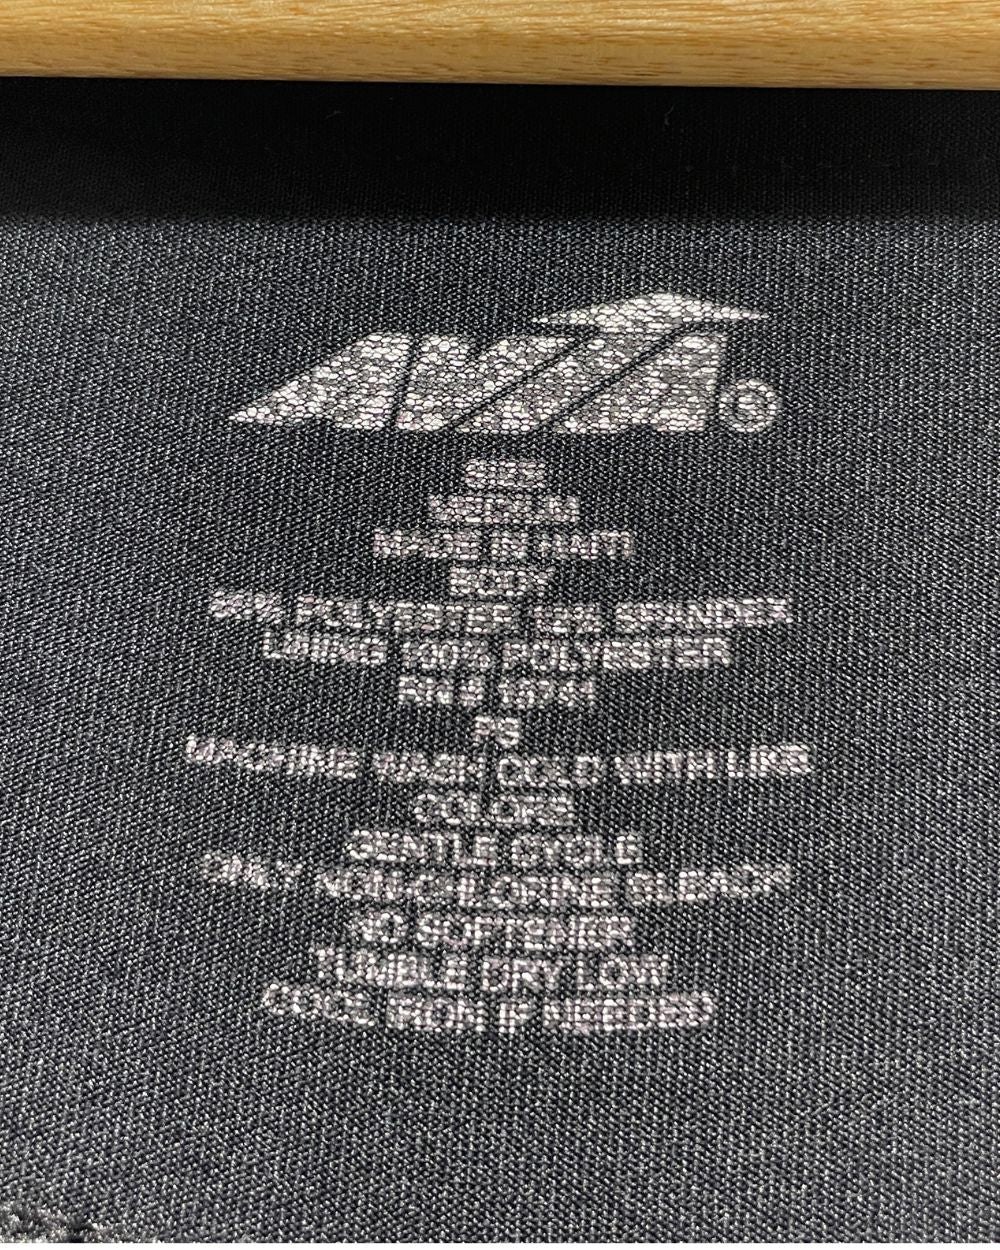 AVIA®
MEDIUM
MADE IN HAITI
BODY
POLYESTER SPANDEX
LINING 100% POLYESTER
RN#
PS
MACHINE WASH COLD WITH LIKE
COLORS
GENTLE CYCLE
ONLY NON-CHLORINE BLEACH
NO SOFTENER
TUMBLE DRY LOW
COOL IRON IF NEEDED